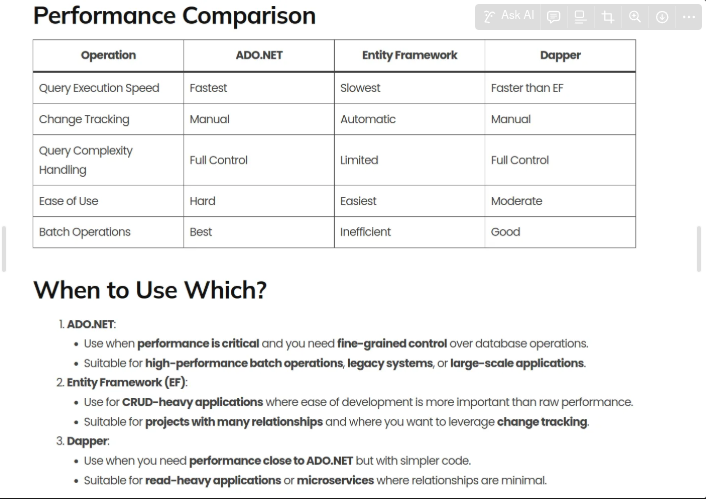 Performance Comparison
Ask AI
Operation ADO.NET Entity Framework Dapper
Query Execution Speed Fastest Slowest Faster than EF
Change Tracking Manual Automatic Manual
Query Complexity
Handling Full Control Limited Full Control
Ease of Use Hard Easiest Moderate
Batch Operations Best Inefficient Good
When to Use Which?
1. ADO.NET:
• Use when performance is critical and you need fine-grained control over database operations.
• Suitable for high-performance batch operations, legacy systems, or large-scale applications.
2. Entity Framework (EF):
• Use for CRUD-heavy applications where ease of development is more important than raw performance.
• Suitable for projects with many relationships and where you want to leverage change tracking.
3. Dapper:
• Use when you need performance close to ADO.NET but with simpler code.
• Suitable for read-heavy applications or microservices where relationships are minimal.